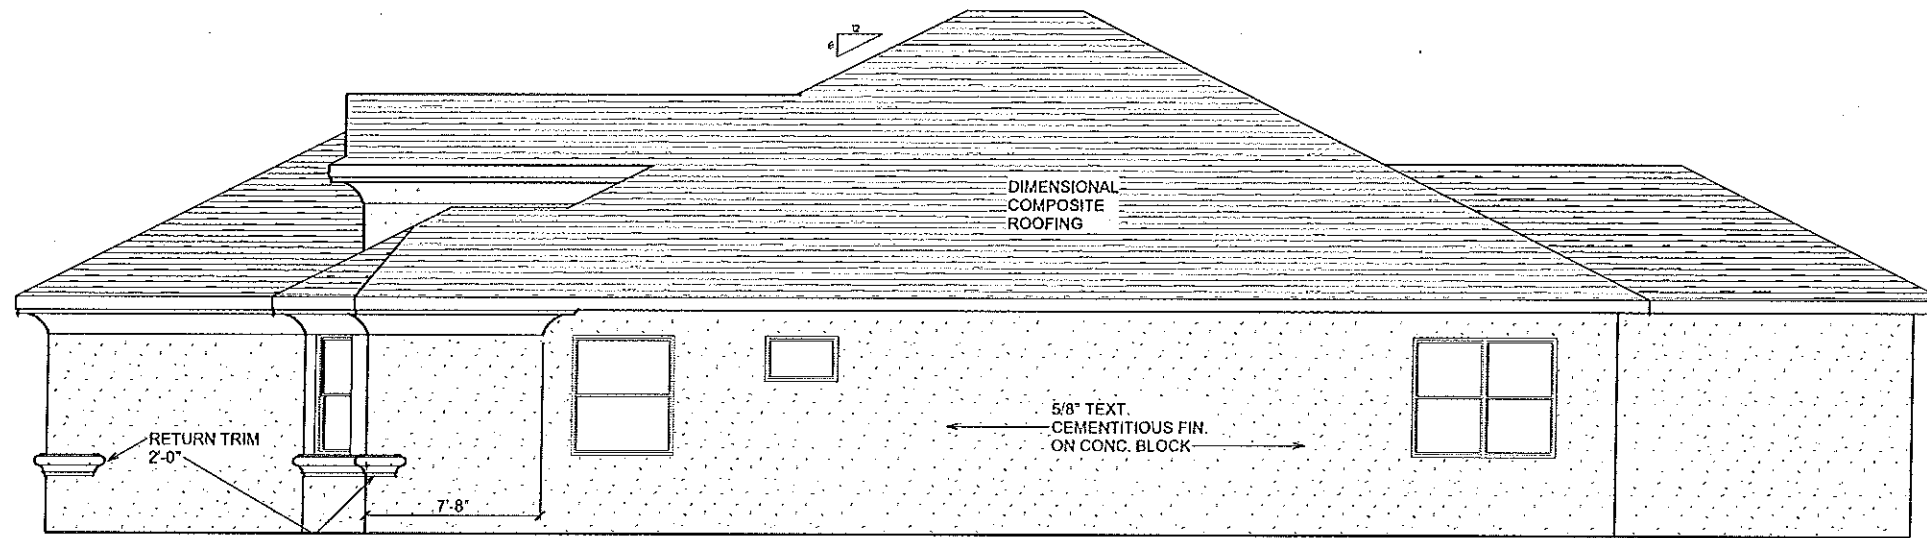 12
6
DIMENSIONAL
COMPOSITE
ROOFING
5/8" TEXT.
CEMENTITIOUS FIN.
ON CONC. BLOCK
RETURN TRIM
2'-0"
7'-8"